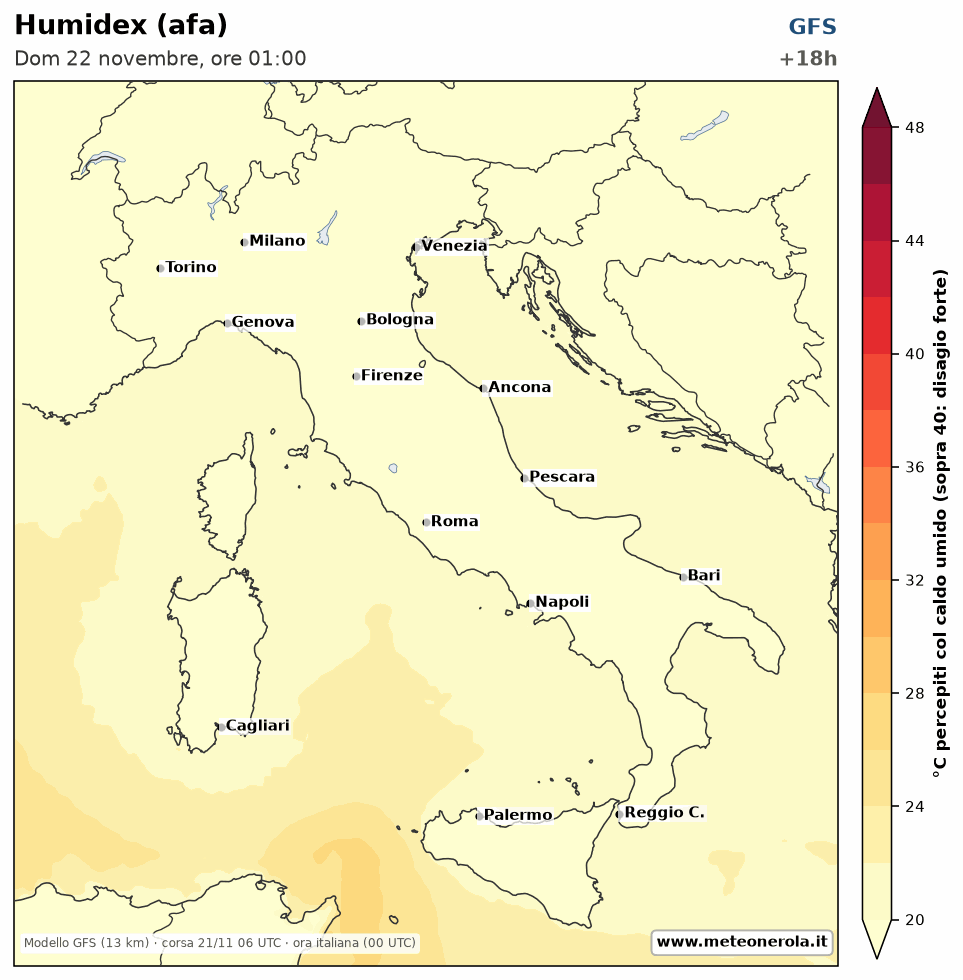 Humidex (afa)
GFS
Dom 22 novembre, ore 01:00
+18h
Milano
Venezia
Torino
Genova
Bologna
Firenze
Ancona
Pescara
Roma
Bari
Napoli
Cagliari
Palermo
Reggio C.
48
44
40
36
32
28
24
20
°C percepiti col caldo umido (sopra 40: disagio forte)
Modello GFS (13 km) · corsa 21/11 06 UTC · ora italiana (00 UTC)
www.meteonerola.it